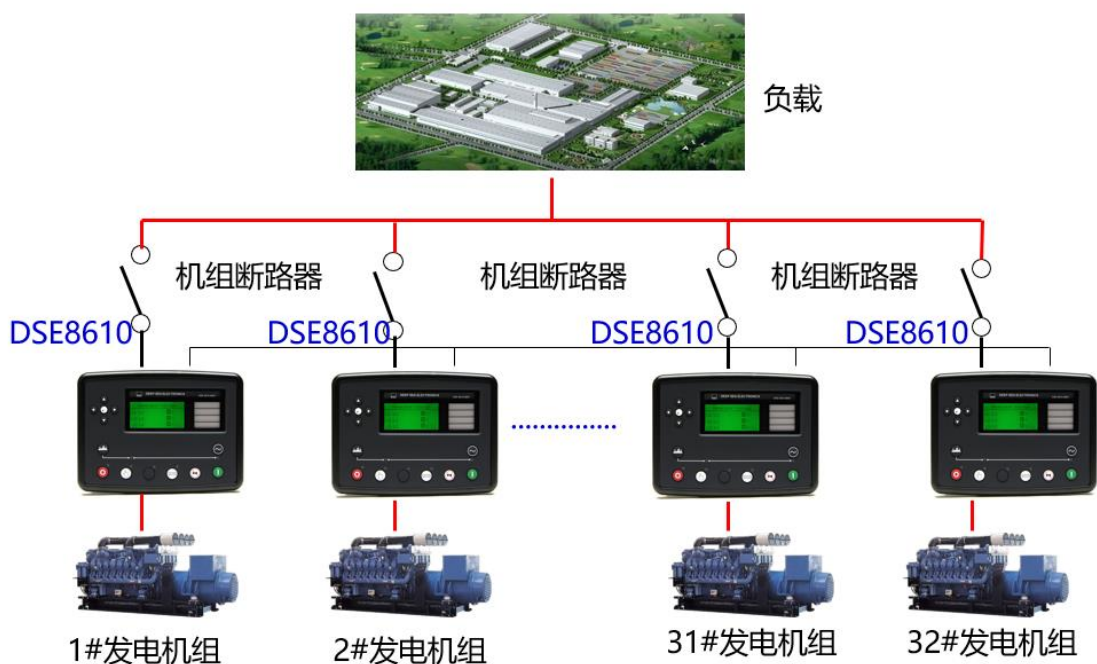 负载
机组断路器 机组断路器 机组断路器
DSE8610 DSE8610 DSE8610 DSE8610
...............
1#发电机组 2#发电机组 31#发电机组 32#发电机组